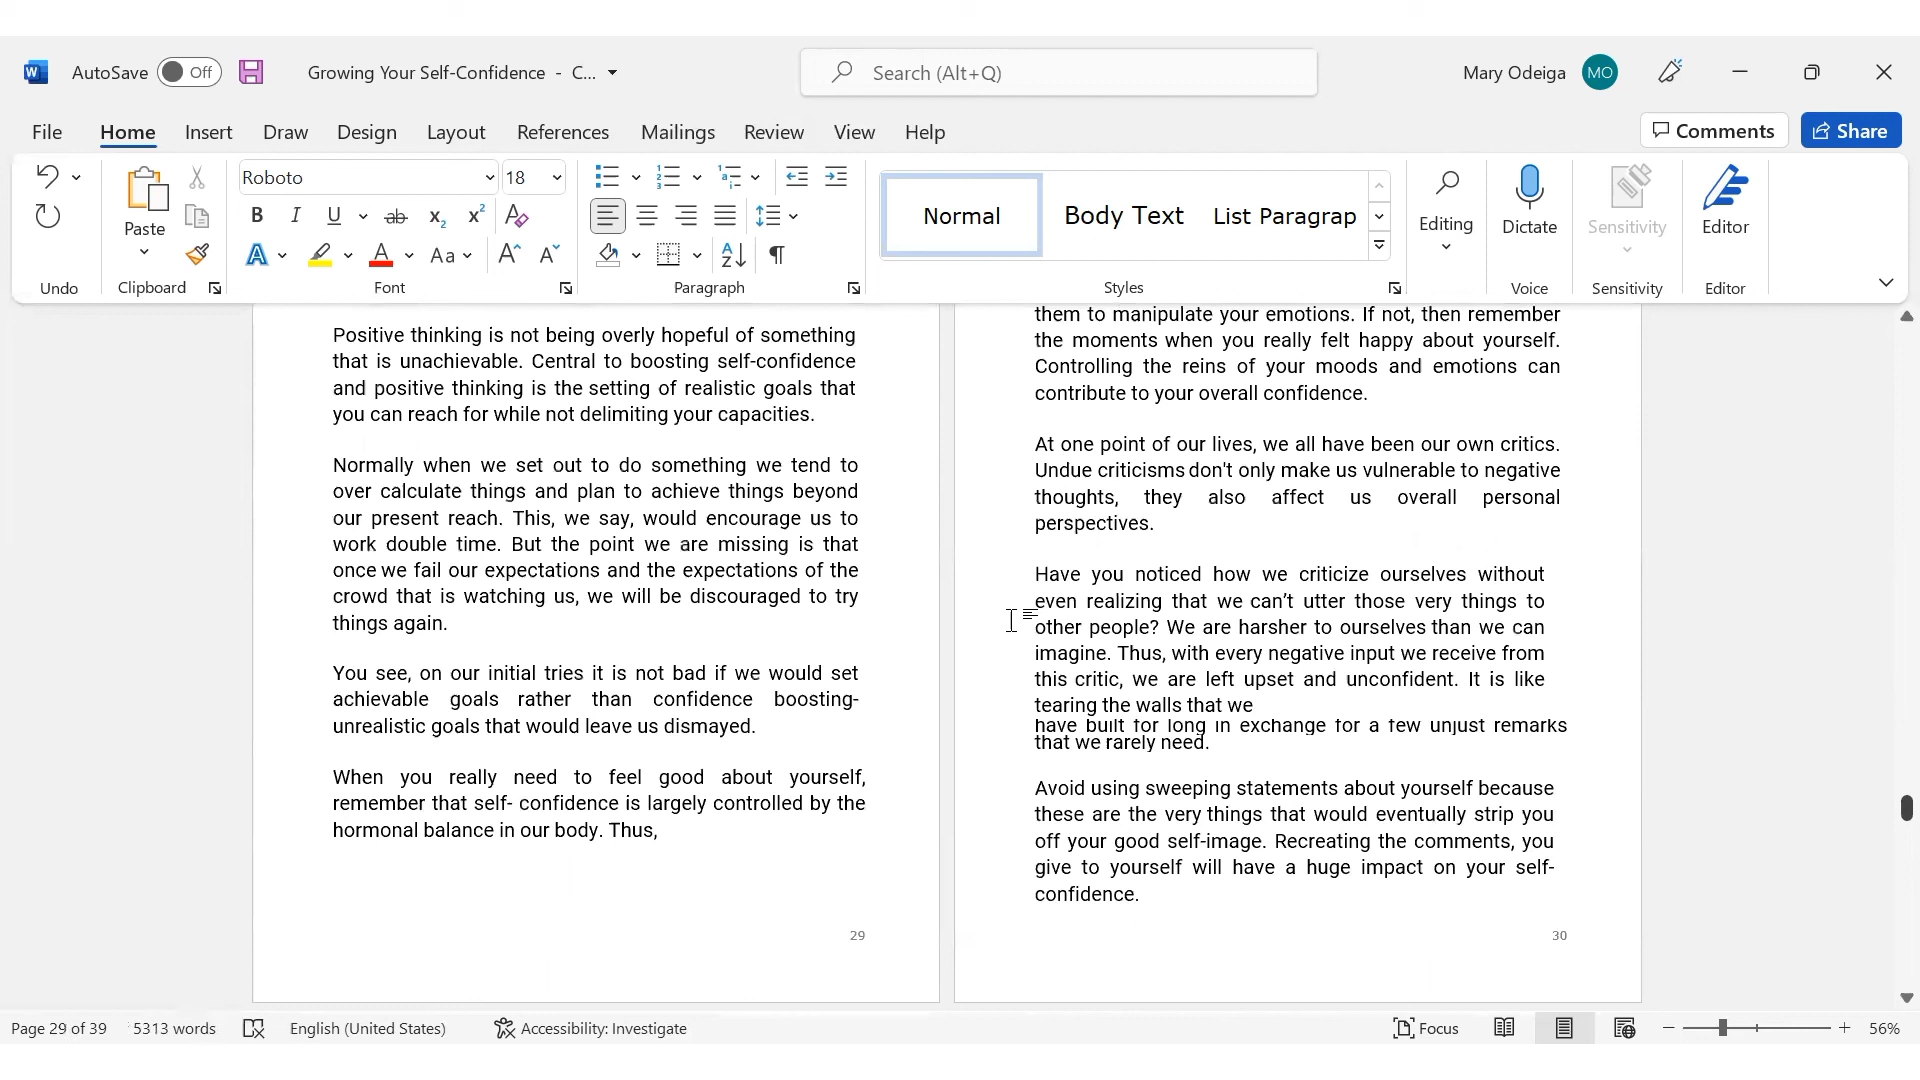 AutoSave Off Growing Your Self-Confidence - C... Search (Alt+Q) Mary Odeiga MO
File Home Insert Draw Design Layout References Mailings Review View Help Comments Share
Roboto 18
Paste
Normal Body Text List Paragrap
Editing Dictate Sensitivity Editor
Undo Clipboard Font Paragraph Styles Voice Sensitivity Editor
Positive thinking is not being overly hopeful of something
that is unachievable. Central to boosting self-confidence
and positive thinking is the setting of realistic goals that
you can reach for while not delimiting your capacities.
Normally when we set out to do something we tend to
over calculate things and plan to achieve things beyond
our present reach. This, we say, would encourage us to
work double time. But the point we are missing is that
once we fail our expectations and the expectations of the
crowd that is watching us, we will be discouraged to try
things again.
You see, on our initial tries it is not bad if we would set
achievable goals rather than confidence boosting-
unrealistic goals that would leave us dismayed.
When you really need to feel good about yourself,
remember that self- confidence is largely controlled by the
hormonal balance in our body. Thus,
29
them to manipulate your emotions. If not, then remember
the moments when you really felt happy about yourself.
Controlling the reins of your moods and emotions can
contribute to your overall confidence.
At one point of our lives, we all have been our own critics.
Undue criticisms don't only make us vulnerable to negative
thoughts, they also affect us overall personal
perspectives.
Have you noticed how we criticize ourselves without
even realizing that we can’t utter those very things to
other people? We are harsher to ourselves than we can
imagine. Thus, with every negative input we receive from
this critic, we are left upset and unconfident. It is like
tearing the walls that we
have built for long in exchange for a few unjust remarks
that we rarely need.
Avoid using sweeping statements about yourself because
these are the very things that would eventually strip you
off your good self-image. Recreating the comments, you
give to yourself will have a huge impact on your self-
confidence.
30
Page 29 of 39 5313 words English (United States) Accessibility: Investigate Focus 56%